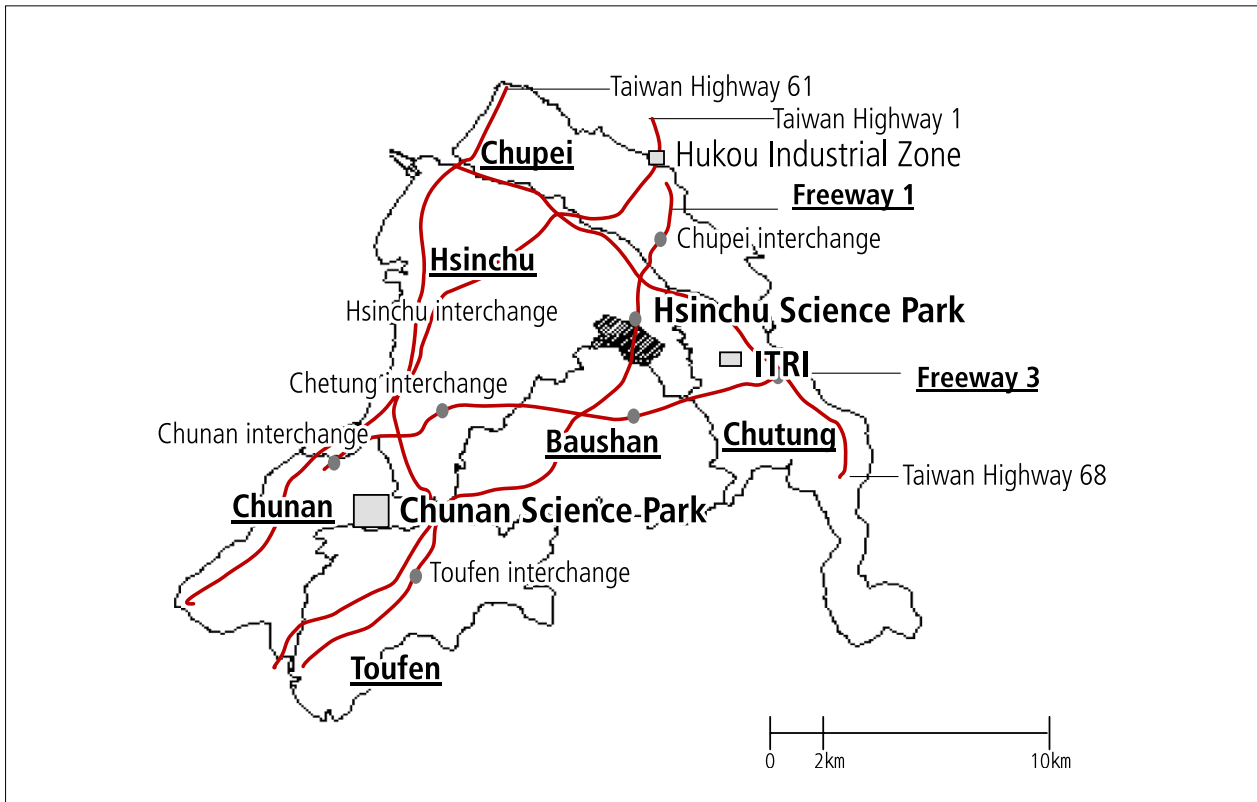 Taiwan Highway 61
Taiwan Highway 1
Chupei
Hukou Industrial Zone
Freeway 1
Chupei interchange
Hsinchu
Hsinchu interchange
Hsinchu Science Park
ITRI
Chetung interchange
Freeway 3
Chunan interchange
Baushan
Chutung
Taiwan Highway 68
Chunan
Chunan Science Park
Toufen interchange
Toufen
0 2km 10km